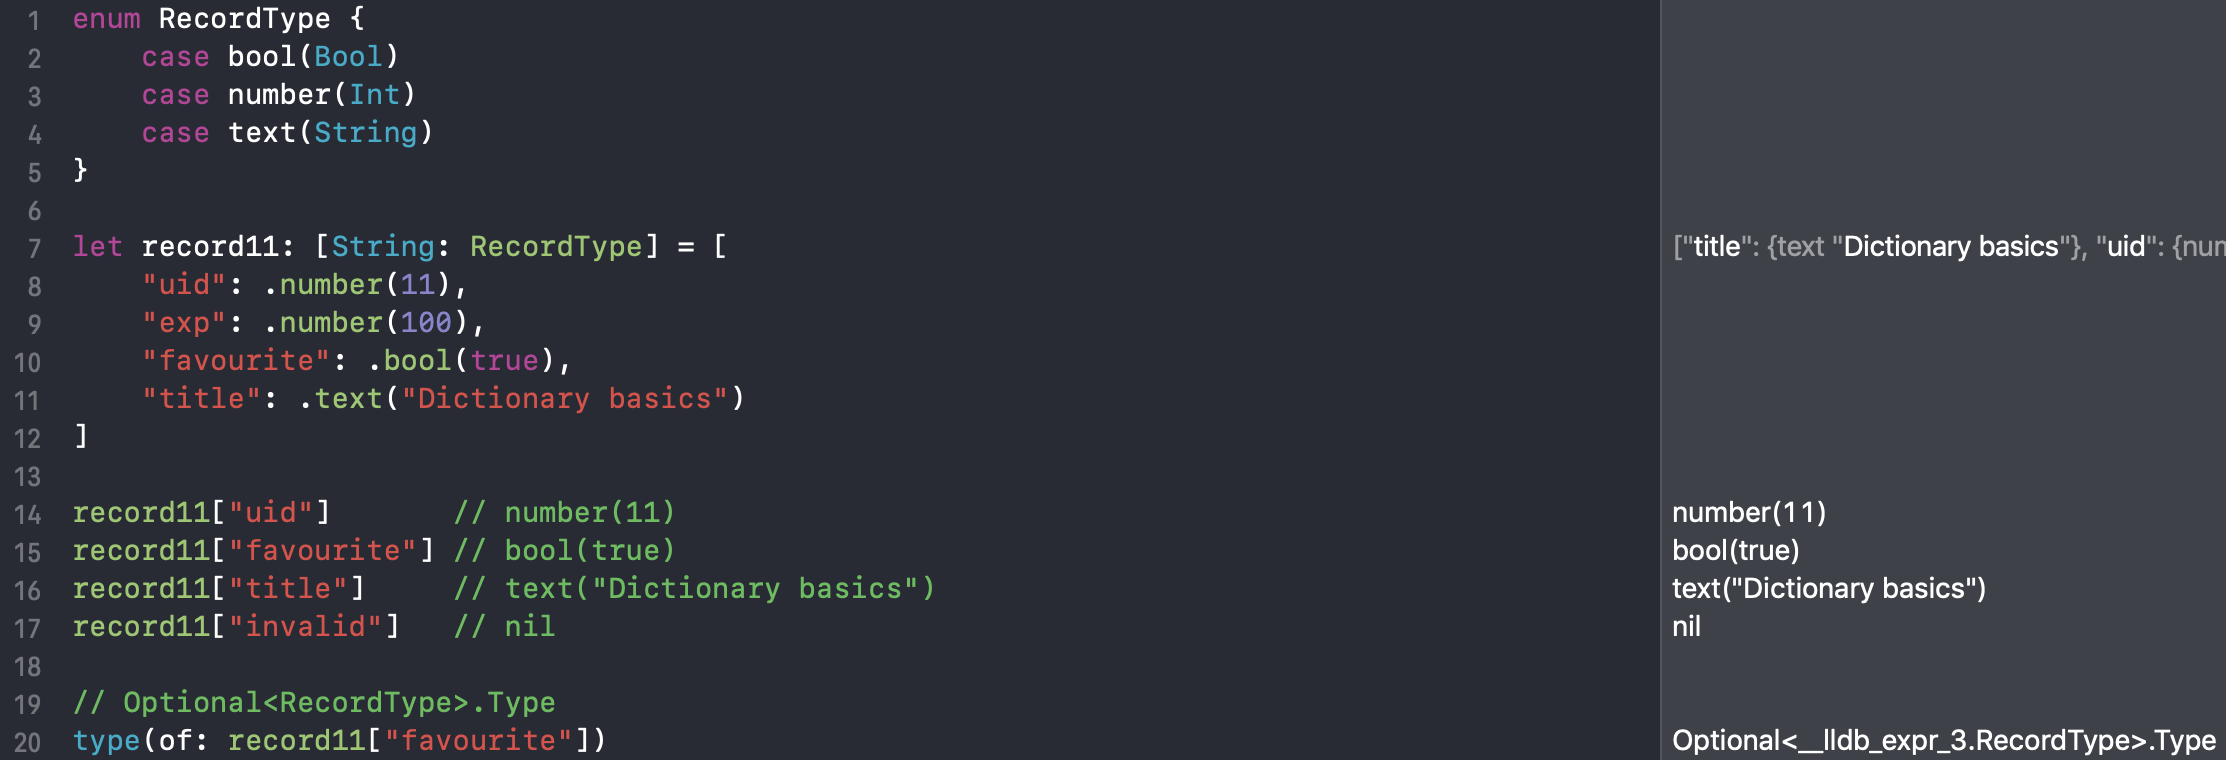 1 enum RecordType {
2     case bool(Bool)
3     case number(Int)
4     case text(String)
5 }
6
7 let record11: [String: RecordType] = [ ["title": {text "Dictionary basics"}, "uid": {num
8     "uid": .number(11),
9     "exp": .number(100),
10     "favourite": .bool(true),
11     "title": .text("Dictionary basics")
12 ]
13
14 record11["uid"]       // number(11) number(11)
15 record11["favourite"] // bool(true) bool(true)
16 record11["title"]     // text("Dictionary basics") text("Dictionary basics")
17 record11["invalid"]   // nil nil
18
19 // Optional<RecordType>.Type
20 type(of: record11["favourite"]) Optional<__lldb_expr_3.RecordType>.Type